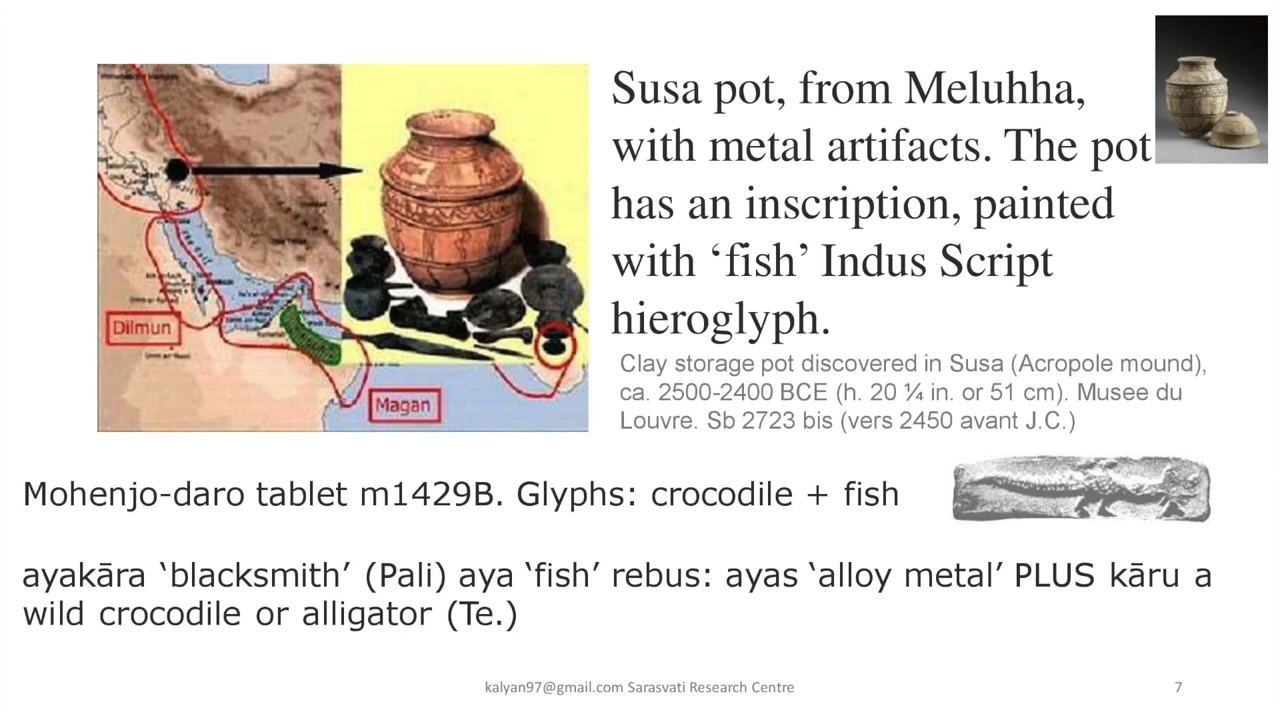 Susa pot, from Meluhha,
with metal artifacts. The pot
has an inscription, painted
with ‘fish’ Indus Script
hieroglyph.
Clay storage pot discovered in Susa (Acropole mound),
ca. 2500-2400 BCE (h. 20 ¼ in. or 51 cm). Musee du
Louvre. Sb 2723 bis (vers 2450 avant J.C.)
Dilmun
Magan
Mohenjo-daro tablet m1429B. Glyphs: crocodile + fish
ayakāra ‘blacksmith’ (Pali) aya ‘fish’ rebus: ayas ‘alloy metal’ PLUS kāru a
wild crocodile or alligator (Te.)
kalyan97@gmail.com Sarasvati Research Centre
7